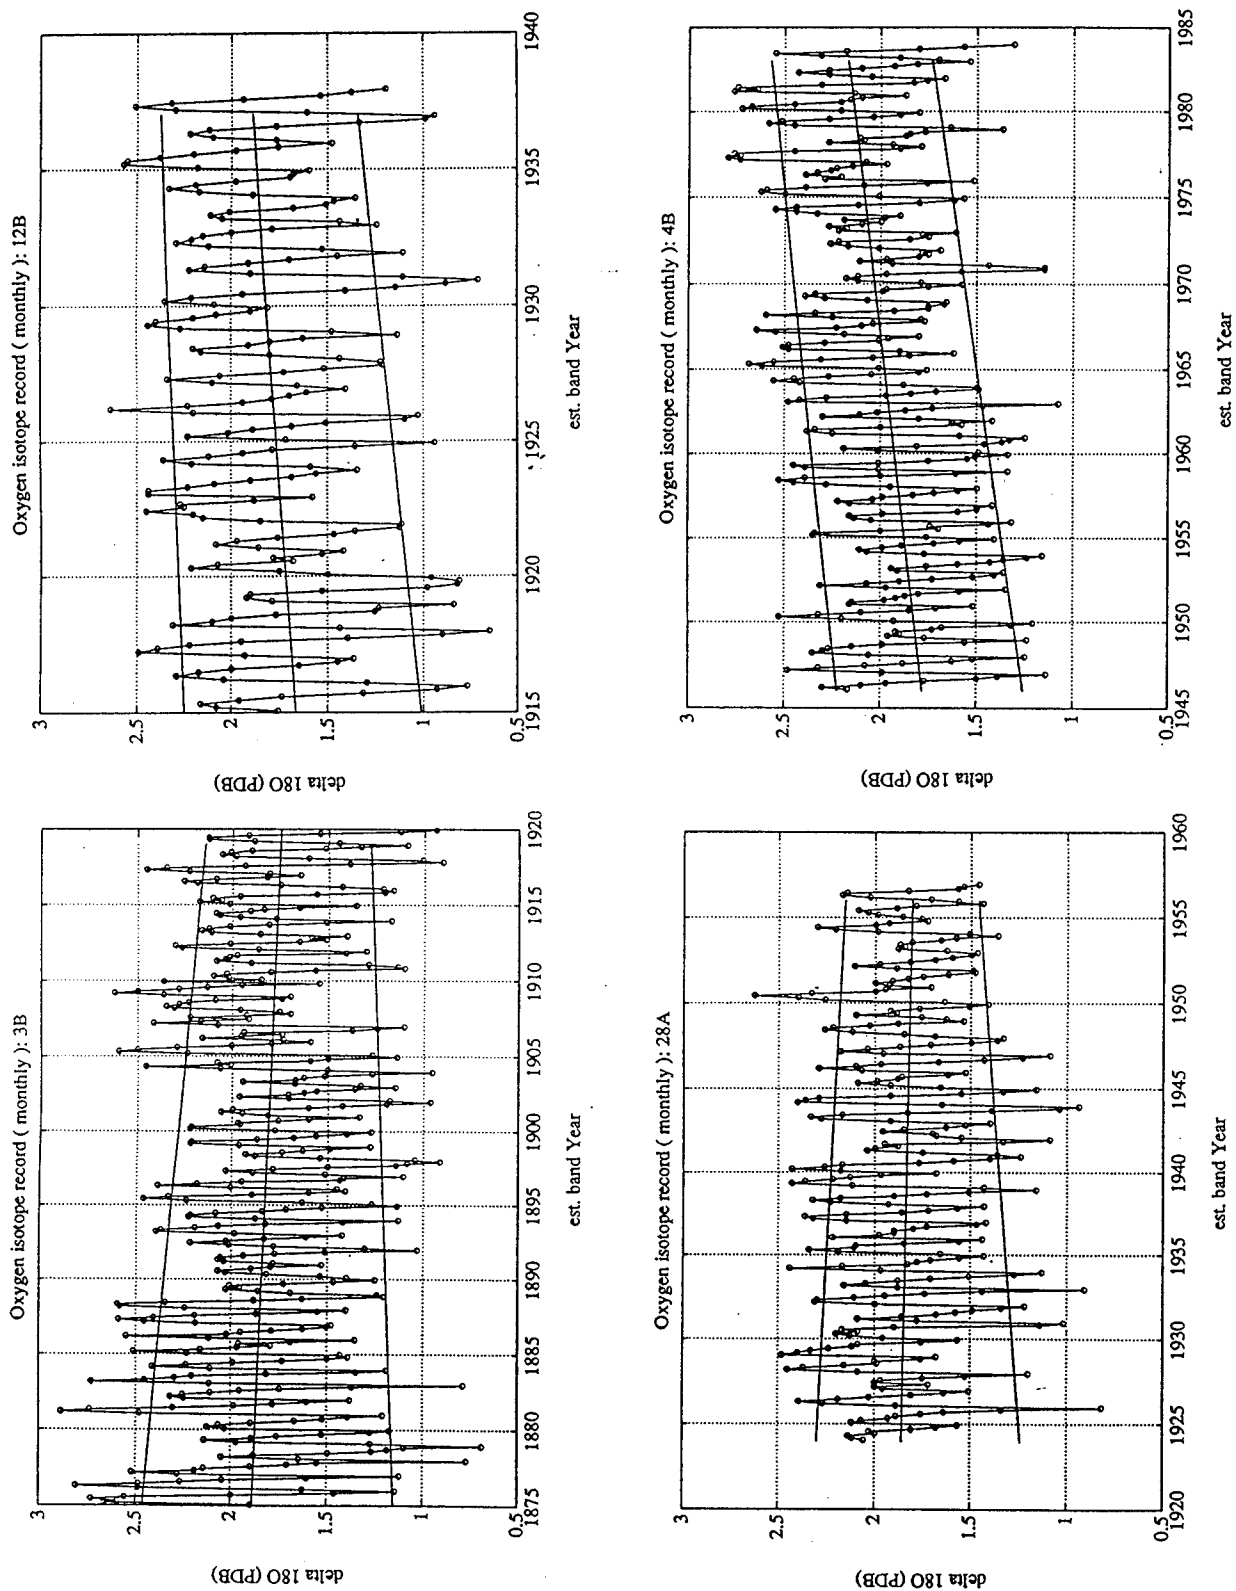 Oxygen isotope record ( monthly ): 3B
delta 18O (PDB)
3
2.5
2
1.5
1
0.5
1875 1880 1885 1890 1895 1900 1905 1910 1915 1920
est. band Year
Oxygen isotope record ( monthly ): 12B
delta 18O (PDB)
3
2.5
2
1.5
1
0.5
1915 1920 1925 1930 1935 1940
est. band Year
Oxygen isotope record ( monthly ): 28A
delta 18O (PDB)
3
2.5
2
1.5
1
0.5
1920 1925 1930 1935 1940 1945 1950 1955 1960
est. band Year
Oxygen isotope record ( monthly ): 4B
delta 18O (PDB)
3
2.5
2
1.5
1
0.5
1945 1950 1955 1960 1965 1970 1975 1980 1985
est. band Year